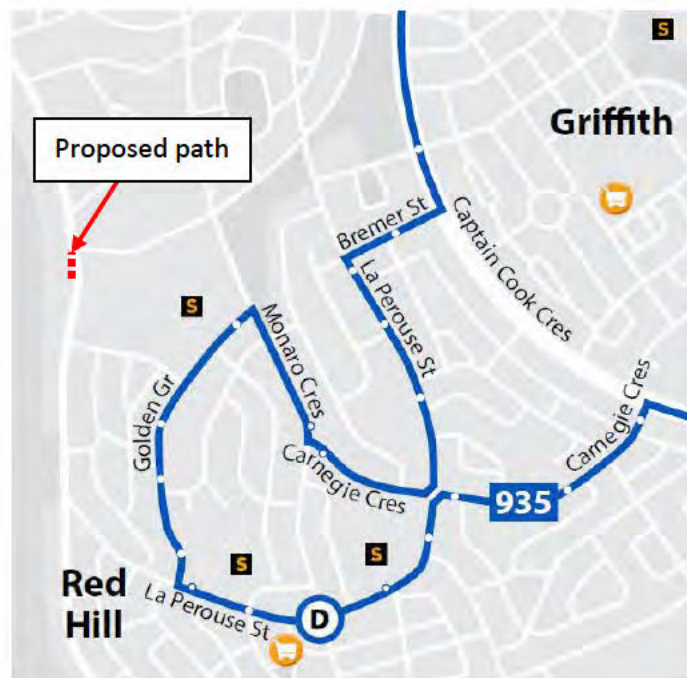 S
Griffith
Proposed path
Bremer St
Captain Cook Cres
La Perouse St
S
Monaro Cres
Golden Gr
Carnegie Cres
Carnegie Cres
935
S
S
Red
Hill
La Perouse St
D